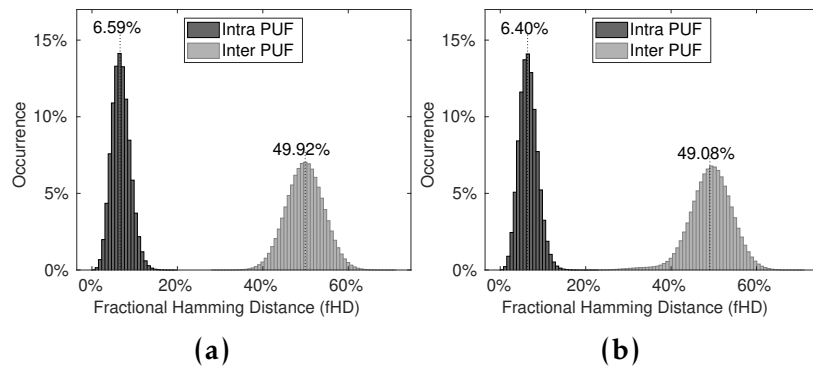 6.59%
Intra PUF
Inter PUF
49.92%
15%
10%
5%
0%
Occurrence
0% 20% 40% 60%
Fractional Hamming Distance (fHD)
(a)
6.40%
Intra PUF
Inter PUF
49.08%
15%
10%
5%
0%
Occurrence
0% 20% 40% 60%
Fractional Hamming Distance (fHD)
(b)